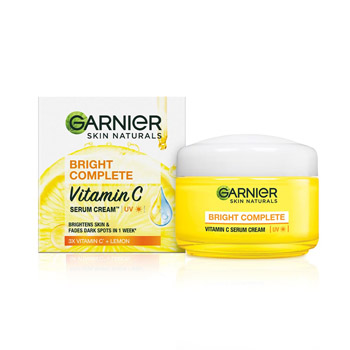 GARNIER
SKIN NATURALS
BRIGHT
COMPLETE
Vitamin C
SERUM CREAM™ | UV
BRIGHTENS SKIN &
FADES DARK SPOTS IN 1 WEEK*
3X VITAMIN C* + LEMON
GARNIER
SKIN NATURALS
BRIGHT COMPLETE
VITAMIN C SERUM CREAM | UV